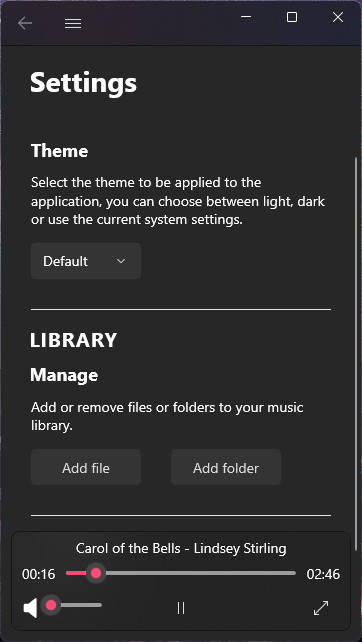 Settings
Theme
Select the theme to be applied to the
application, you can choose between light, dark
or use the current system settings.
Default
LIBRARY
Manage
Add or remove files or folders to your music
library.
Add file
Add folder
Carol of the Bells - Lindsey Stirling
00:16
02:46